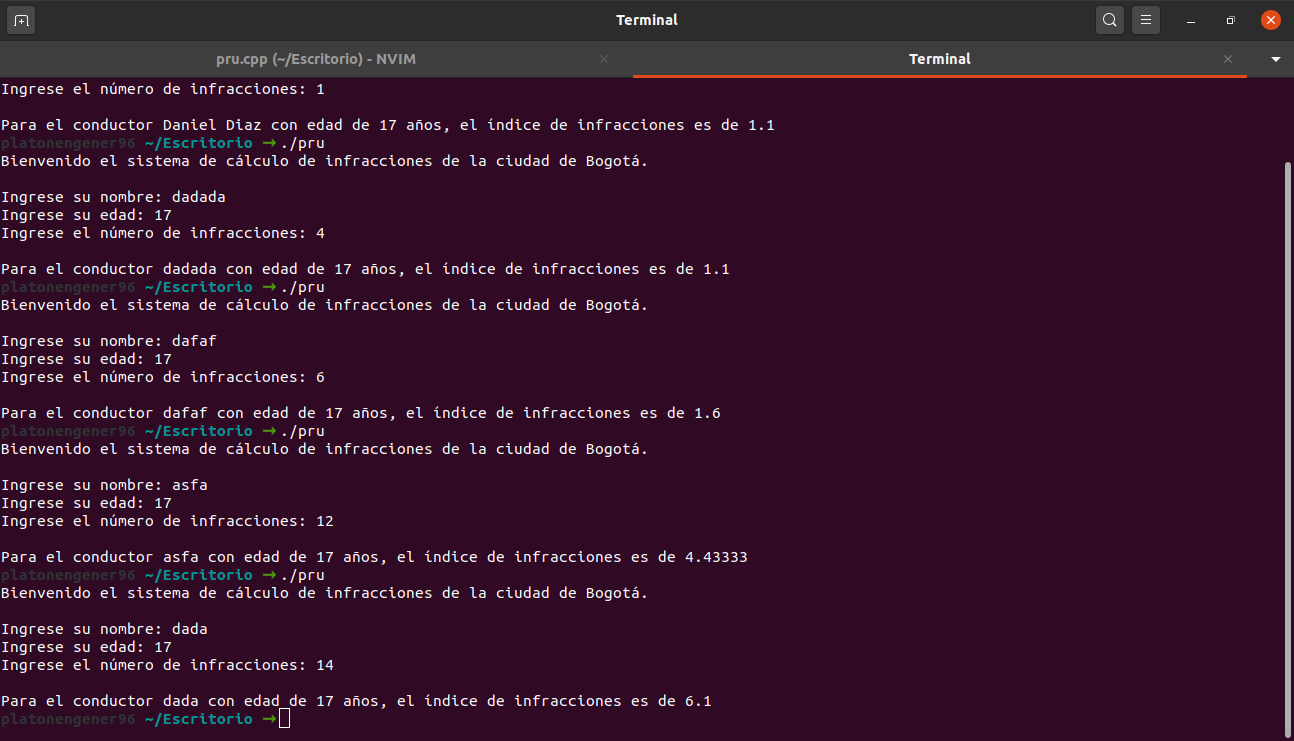 Terminal
pru.cpp (~/Escritorio) - NVIM
Terminal
Ingrese el número de infracciones: 1
Para el conductor Daniel Diaz con edad de 17 años, el índice de infracciones es de 1.1
platonengener96 ~/Escritorio →./pru
Bienvenido el sistema de cálculo de infracciones de la ciudad de Bogotá.
Ingrese su nombre: dadada
Ingrese su edad: 17
Ingrese el número de infracciones: 4
Para el conductor dadada con edad de 17 años, el índice de infracciones es de 1.1
platonengener96 ~/Escritorio →./pru
Bienvenido el sistema de cálculo de infracciones de la ciudad de Bogotá.
Ingrese su nombre: dafaf
Ingrese su edad: 17
Ingrese el número de infracciones: 6
Para el conductor dafaf con edad de 17 años, el índice de infracciones es de 1.6
platonengener96 ~/Escritorio →./pru
Bienvenido el sistema de cálculo de infracciones de la ciudad de Bogotá.
Ingrese su nombre: asfa
Ingrese su edad: 17
Ingrese el número de infracciones: 12
Para el conductor asfa con edad de 17 años, el índice de infracciones es de 4.43333
platonengener96 ~/Escritorio →./pru
Bienvenido el sistema de cálculo de infracciones de la ciudad de Bogotá.
Ingrese su nombre: dada
Ingrese su edad: 17
Ingrese el número de infracciones: 14
Para el conductor dada con edad de 17 años, el índice de infracciones es de 6.1
platonengener96 ~/Escritorio →